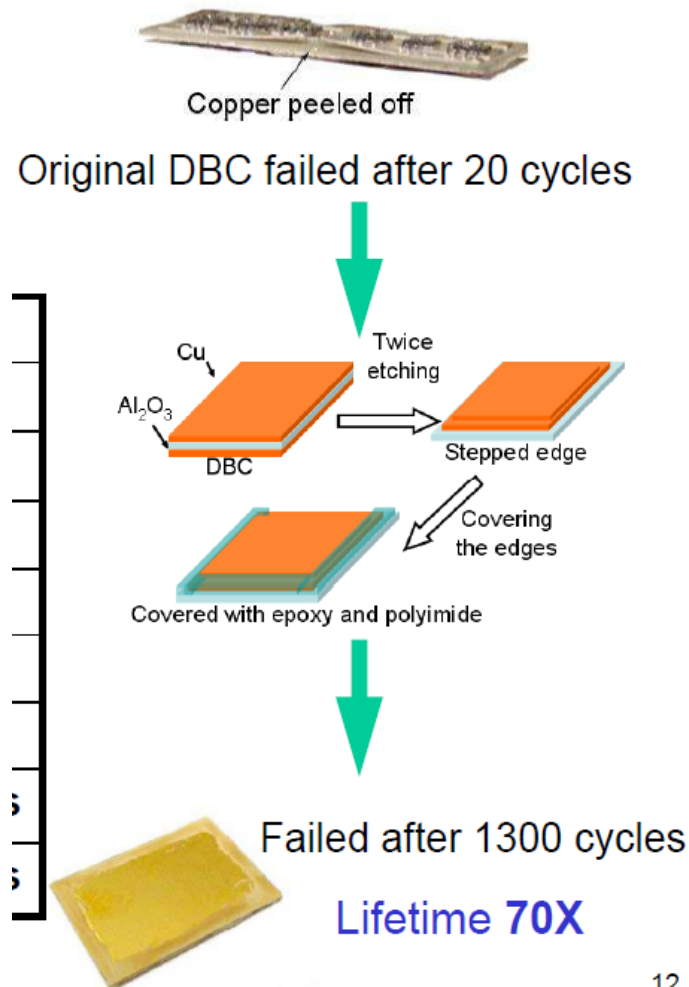 Copper peeled off
Original DBC failed after 20 cycles
Twice
etching
Cu
Al₂O₃
DBC
Stepped edge
Covering
the edges
Covered with epoxy and polyimide
s
s
Failed after 1300 cycles
Lifetime 70X
12